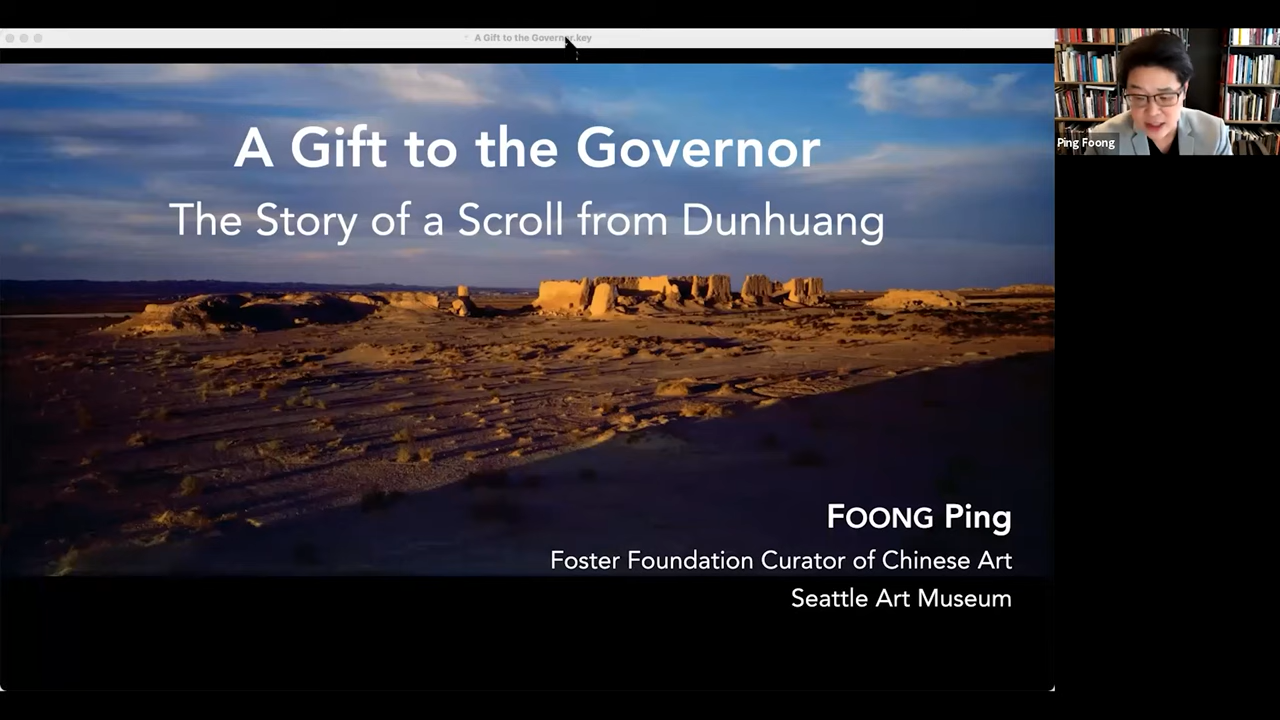 A Gift to the Governor.key
A Gift to the Governor
The Story of a Scroll from Dunhuang
FOONG Ping
Foster Foundation Curator of Chinese Art
Seattle Art Museum
Ping Foong